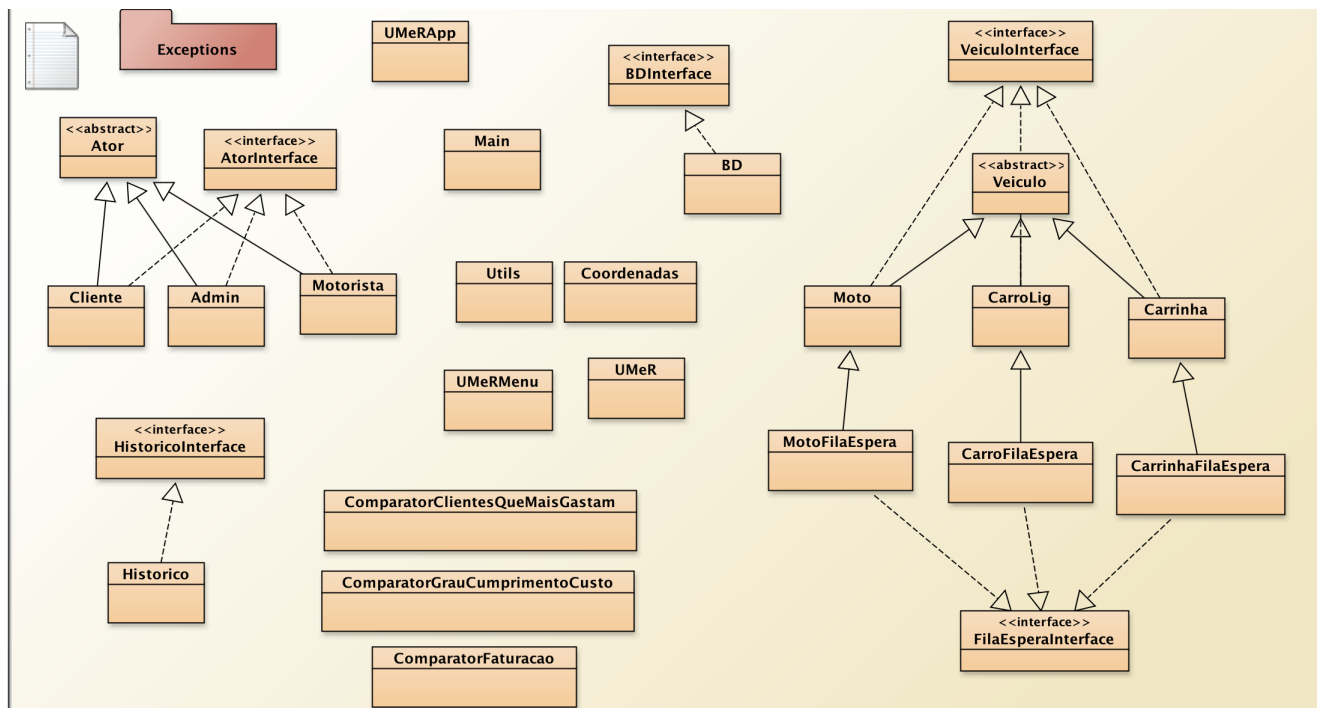 Exceptions
UMeRApp
<<interface>>
BDInterface
<<interface>>
VeiculoInterface
<<abstract>>
Ator
<<interface>>
AtorInterface
Main
BD
<<abstract>>
Veiculo
Cliente
Admin
Motorista
Utils
Coordenadas
Moto
CarroLig
Carrinha
UMeRMenu
UMeR
<<interface>>
HistoricoInterface
MotoFilaEspera
CarroFilaEspera
CarrinhaFilaEspera
ComparatorClientesQueMaisGastam
Historico
ComparatorGrauCumprimentoCusto
<<interface>>
FilaEsperaInterface
ComparatorFaturacao